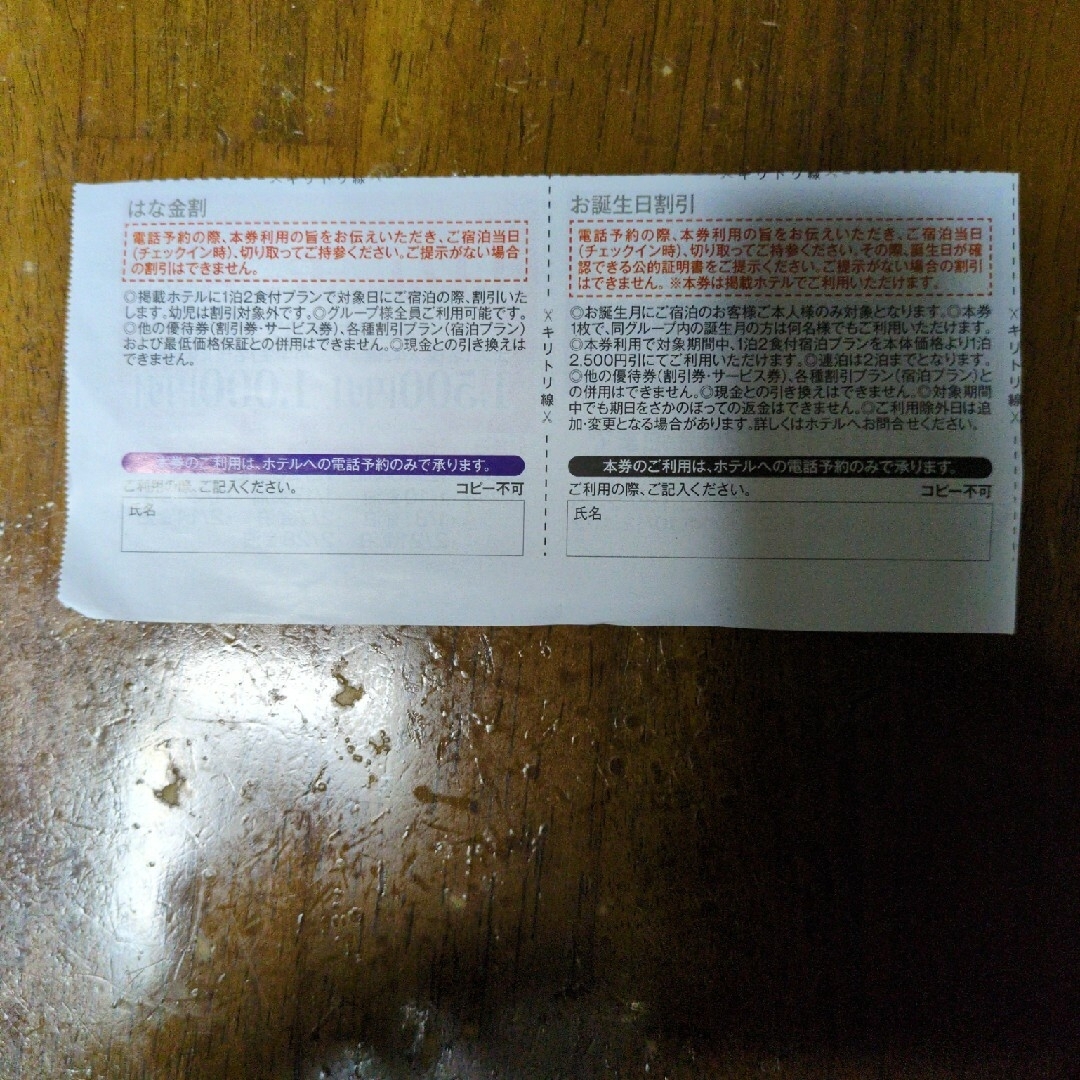 キリトリ線
はな金割
電話予約の際、本券利用の旨をお伝えいただき、ご宿泊当日
(チェックイン時)、切り取ってご持参ください。ご提示がない場合
の割引はできません。
◎掲載ホテルに1泊2食付プランで対象日にご宿泊の際、割引いた
します。幼児は割引対象外です。◎グループ様全員ご利用可能です。
◎他の優待券(割引券・サービス券)、各種割引プラン(宿泊プラン)
および最低価格保証との併用はできません。◎現金との引き換えは
できません。
本券のご利用は、ホテルへの電話予約のみで承ります。
ご利用の際、ご記入ください。 コピー不可
氏名
キリトリ線
キリトリ線
お誕生日割引
電話予約の際、本券利用の旨をお伝えいただき、ご宿泊当日
(チェックイン時)、切り取ってご持参ください。その際、誕生日が確
認できる公的証明書をご提示ください。ご提示がない場合の割引
はできません。※本券は掲載ホテルでご利用いただけます。
◎お誕生月にご宿泊のお客様ご本人様のみ対象となります。◎本券
1枚で、同グループ内の誕生月の方は何名様でもご利用いただけます。
◎本券利用で対象期間中、1泊2食付宿泊プランを本体価格より1泊
2,500円引にてご利用いただけます。◎連泊は2泊までとなります。
◎他の優待券(割引券・サービス券)、各種割引プラン(宿泊プラン)と
の併用はできません。◎現金との引き換えはできません。◎対象期間
中でも期日をさかのぼっての返金はできません。◎ご利用除外日は追
加・変更となる場合があります。詳しくはホテルへお問合せください。
本券のご利用は、ホテルへの電話予約のみで承ります。
ご利用の際、ご記入ください。 コピー不可
氏名
キリトリ線